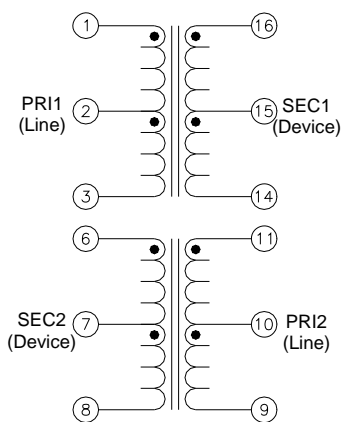 1 16
PRI1
(Line)
2 15
SEC1
(Device)
3 14
6 11
SEC2
(Device)
7 10
PRI2
(Line)
8 9